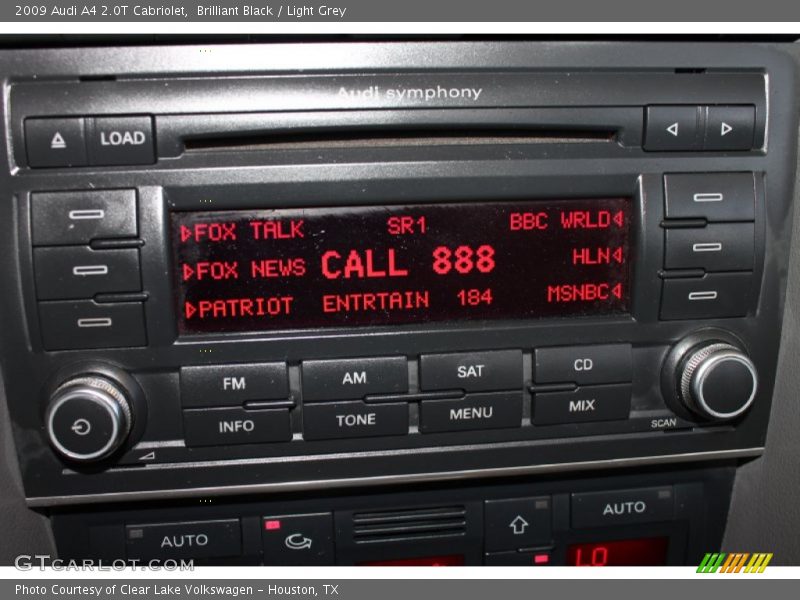 2009 Audi A4 2.0T Cabriolet,  Brilliant Black / Light Grey
Audi symphony
LOAD
FOX TALK SR1 BBC WRLD
FOX NEWS CALL 888 HLN
PATRIOT ENTRTAIN 184 MSNBC
FM AM SAT CD
INFO TONE MENU MIX
SCAN
AUTO AUTO
LO
GTCARLOT.COM
Photo Courtesy of Clear Lake Volkswagen – Houston, TX